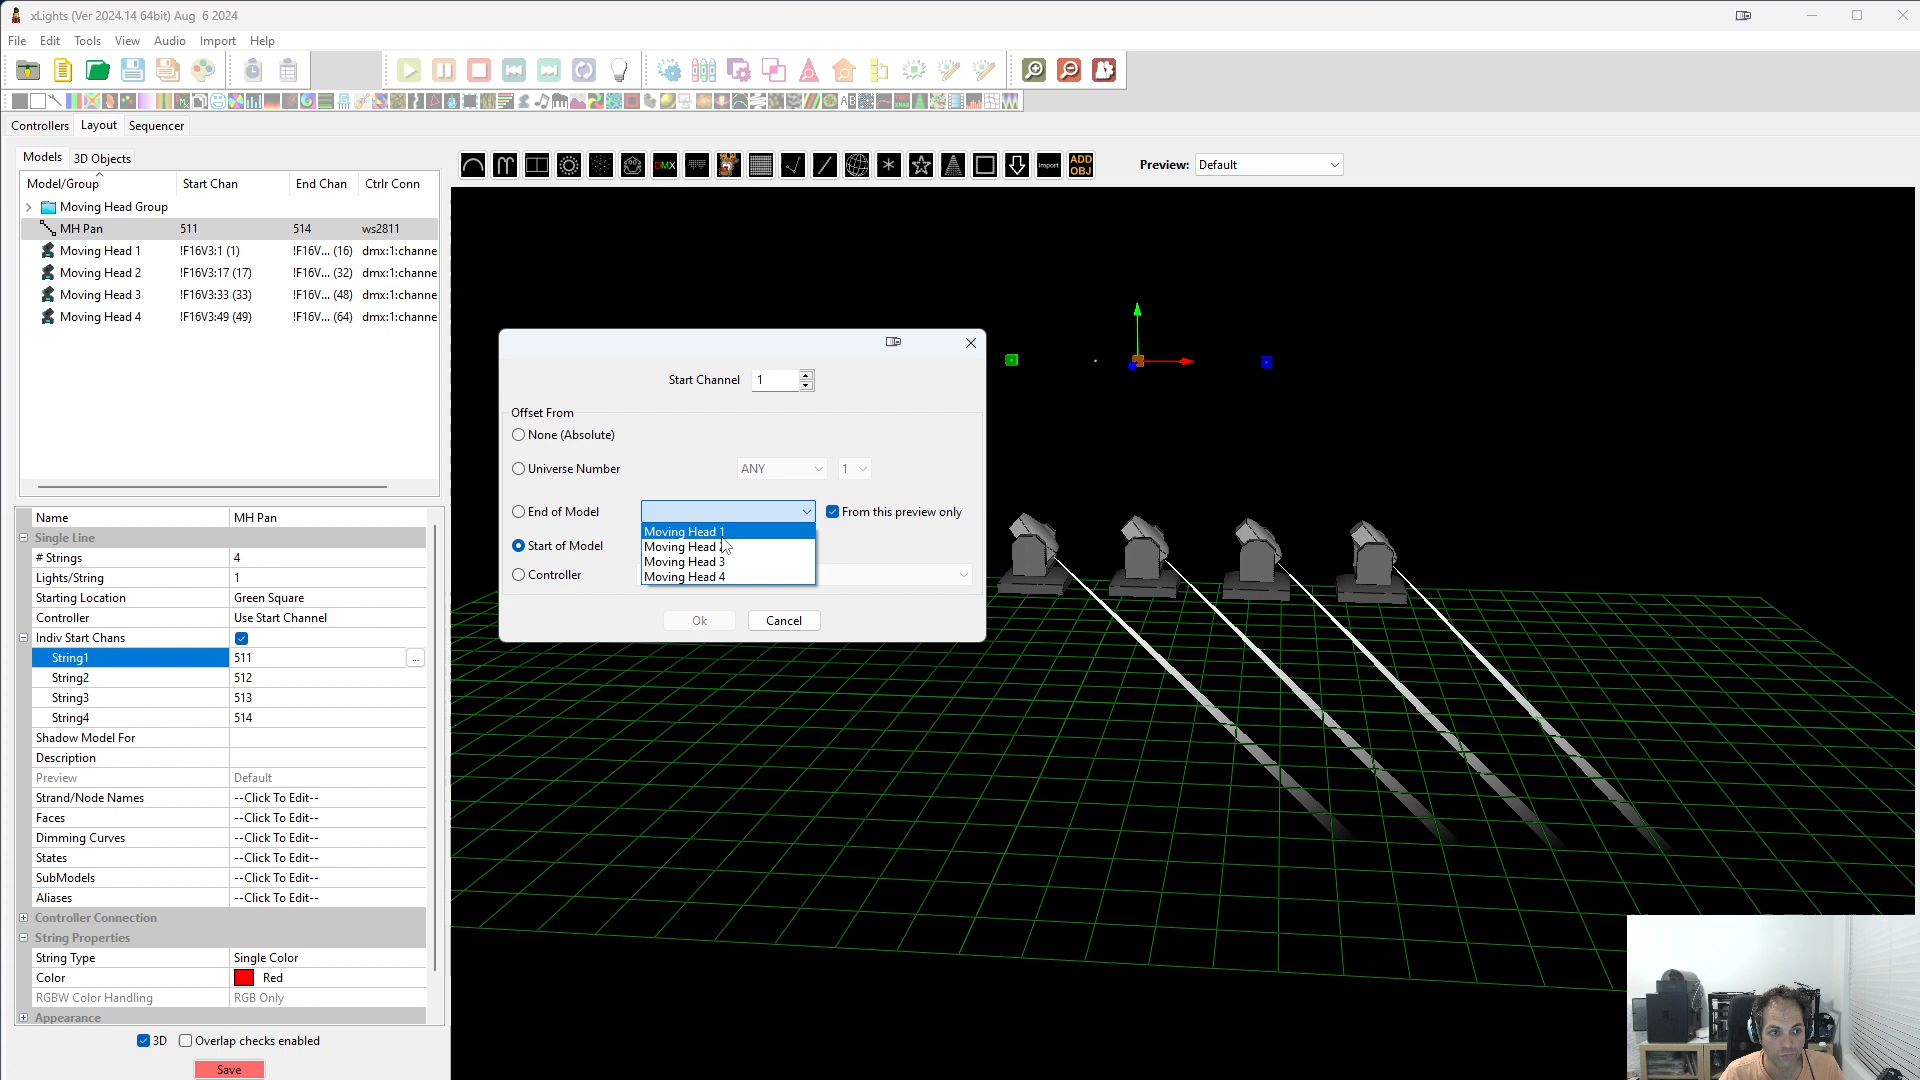 xLights (Ver 2024.14 64bit) Aug 6 2024
File Edit Tools View Audio Import Help
Controllers Layout Sequencer
Models 3D Objects
DMX Import ADD OBJ
Preview: Default
Model/Group Start Chan End Chan Ctrlr Conn
Moving Head Group
MH Pan 511 514 ws2811
Moving Head 1 !F16V3:1 (1) !F16V... (16) dmx:1:channe
Moving Head 2 !F16V3:17 (17) !F16V... (32) dmx:1:channe
Moving Head 3 !F16V3:33 (33) !F16V... (48) dmx:1:channe
Moving Head 4 !F16V3:49 (49) !F16V... (64) dmx:1:channe
Start Channel 1
Offset From
None (Absolute)
Universe Number ANY 1
End of Model From this preview only
Moving Head 1
Start of Model Moving Head
Moving Head 3
Controller Moving Head 4
Ok Cancel
Name MH Pan
Single Line
# Strings 4
Lights/String 1
Starting Location Green Square
Controller Use Start Channel
Indiv Start Chans
String1 511 ...
String2 512
String3 513
String4 514
Shadow Model For
Description
Preview Default
Strand/Node Names --Click To Edit--
Faces --Click To Edit--
Dimming Curves --Click To Edit--
States --Click To Edit--
SubModels --Click To Edit--
Aliases --Click To Edit--
Controller Connection
String Properties
String Type Single Color
Color Red
RGBW Color Handling RGB Only
Appearance
3D Overlap checks enabled
Save